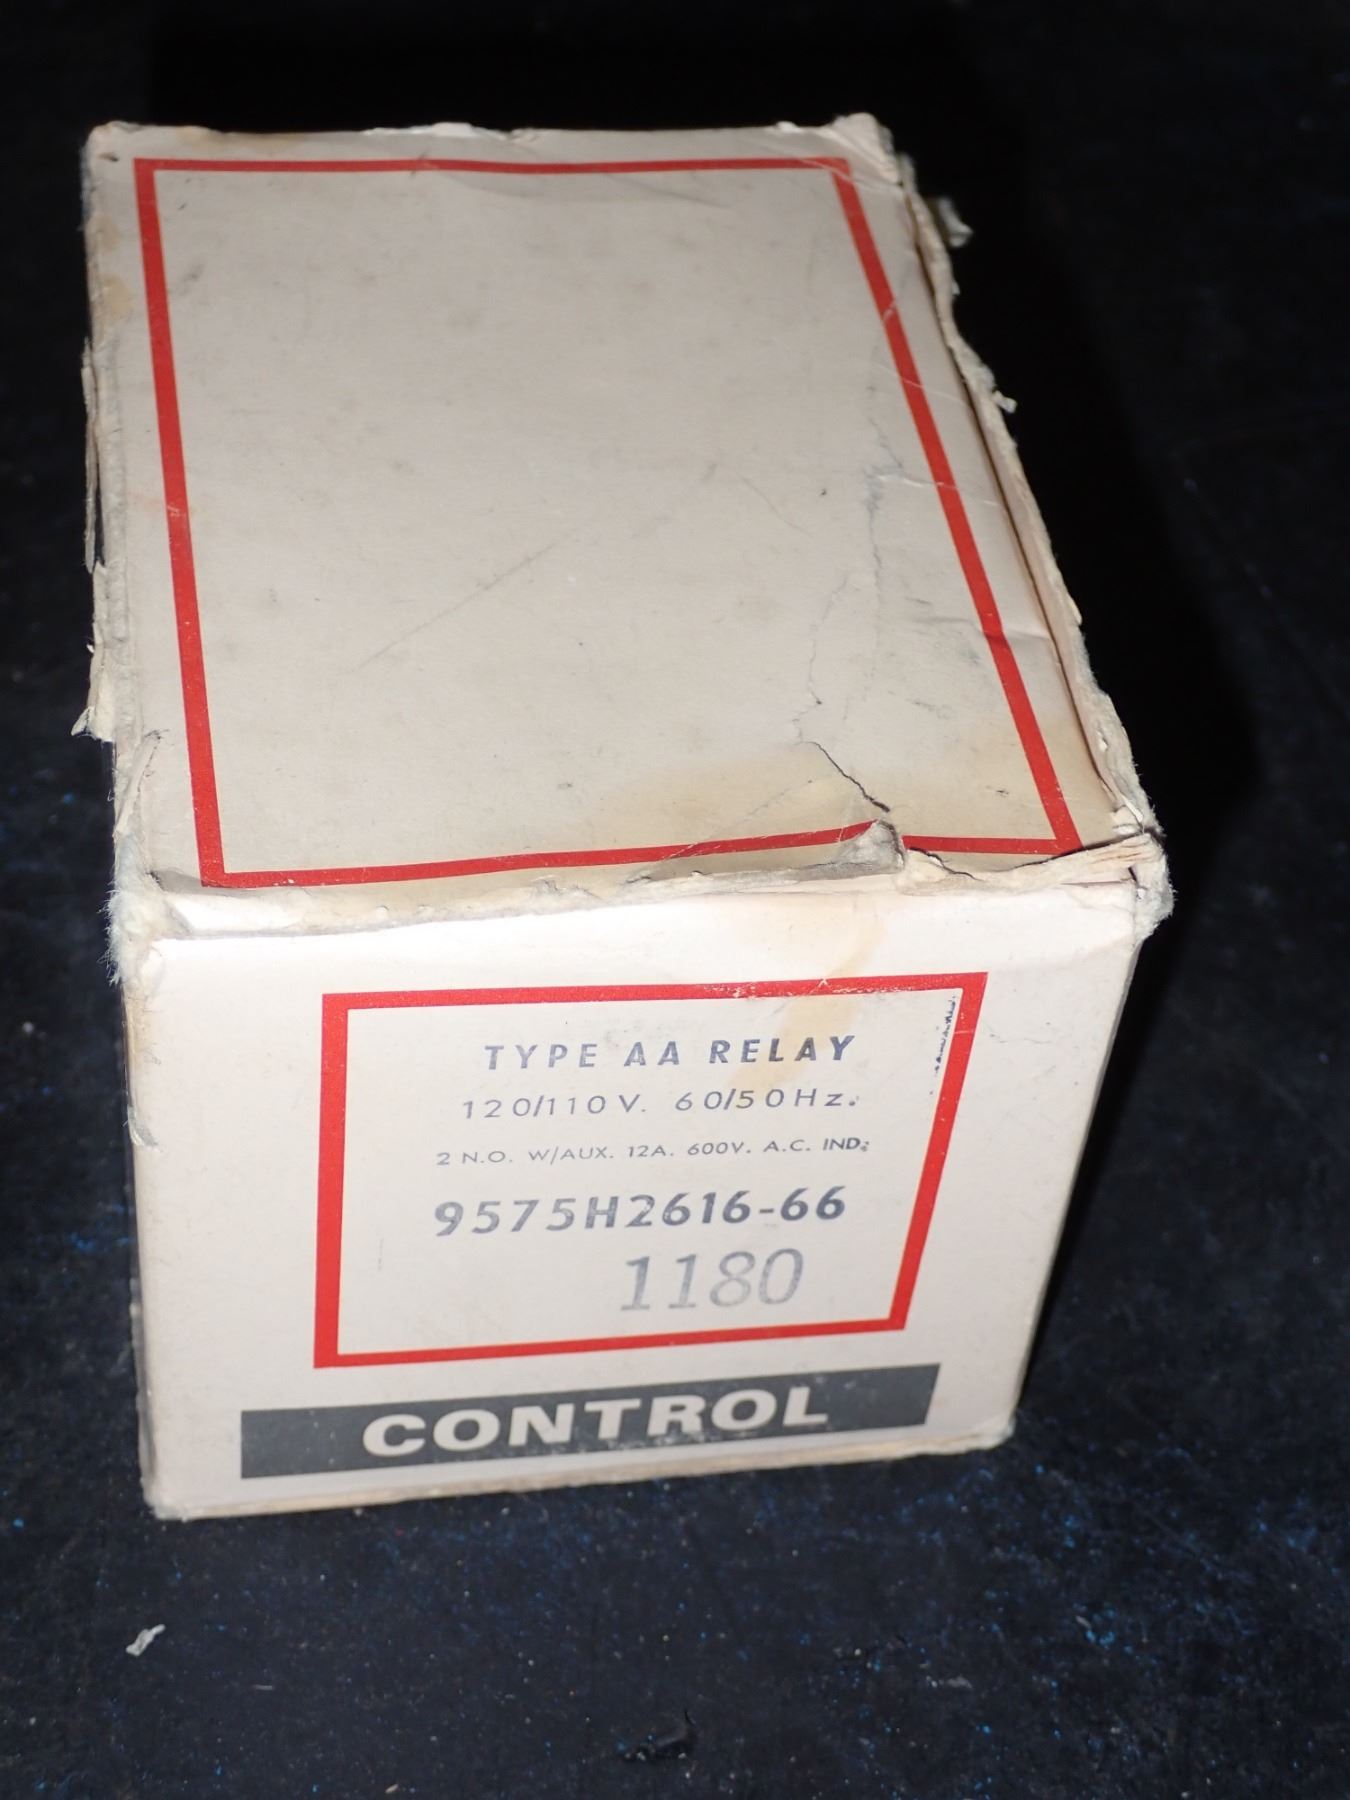 TYPE AA RELAY
120/110V. 60/50Hz.
2 N.O. W/AUX. 12A. 600V. A.C. IND.
9575H2616-66
1180
CONTROL